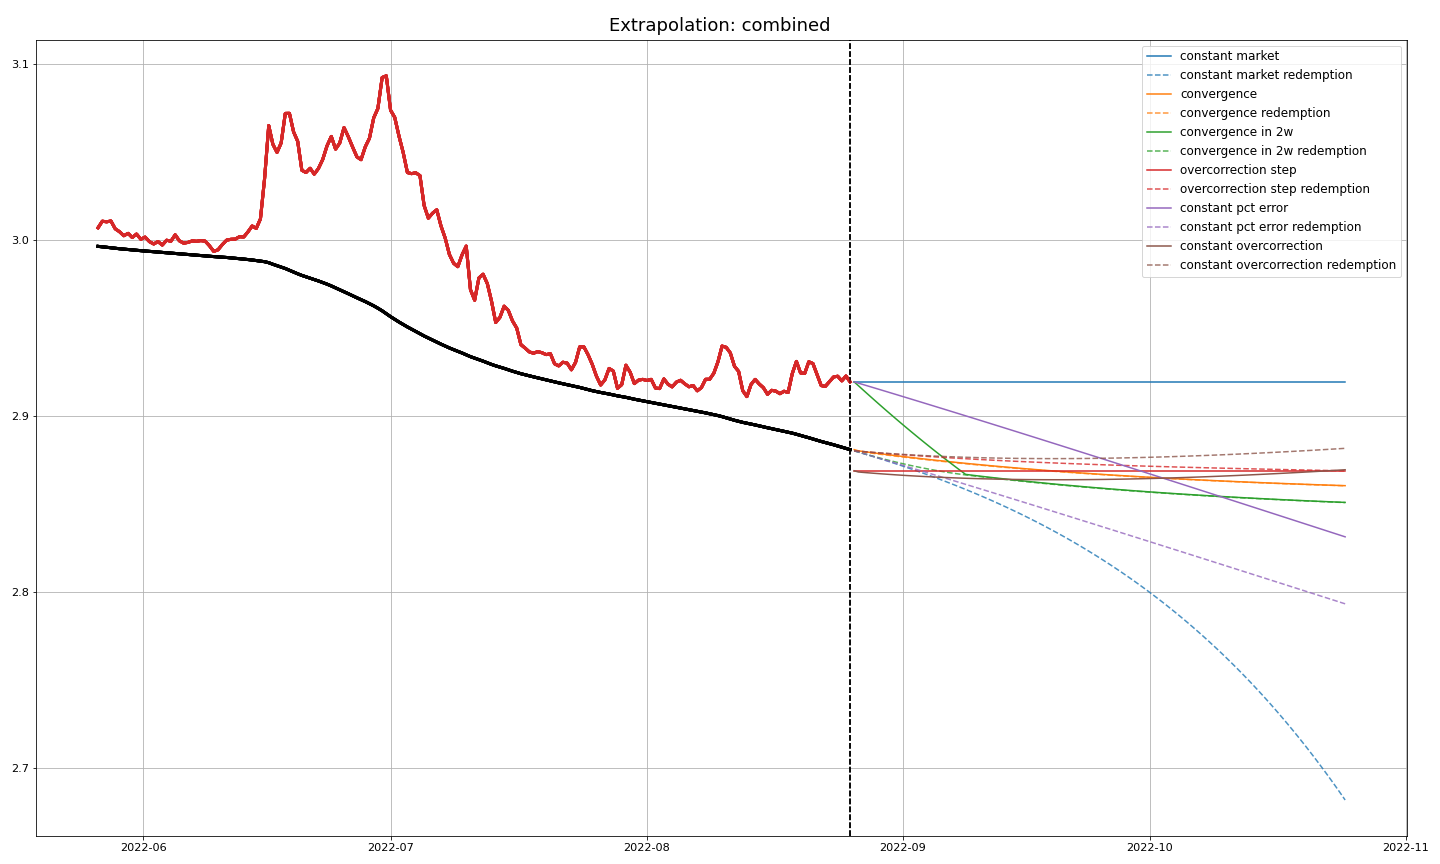 Extrapolation: combined
constant market
constant market redemption
convergence
convergence redemption
convergence in 2w
convergence in 2w redemption
overcorrection step
overcorrection step redemption
constant pct error
constant pct error redemption
constant overcorrection
constant overcorrection redemption
3.1
3.0
2.9
2.8
2.7
2022-06 2022-07 2022-08 2022-09 2022-10 2022-11